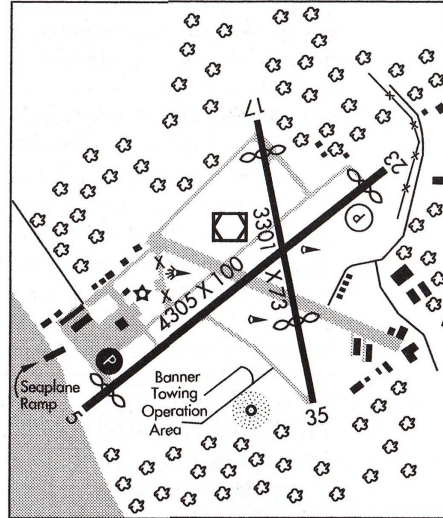 17
23
P
3301 X 73
4305 X 100
P
Seaplane
Ramp
5
Banner
Towing
Operation
Area
35